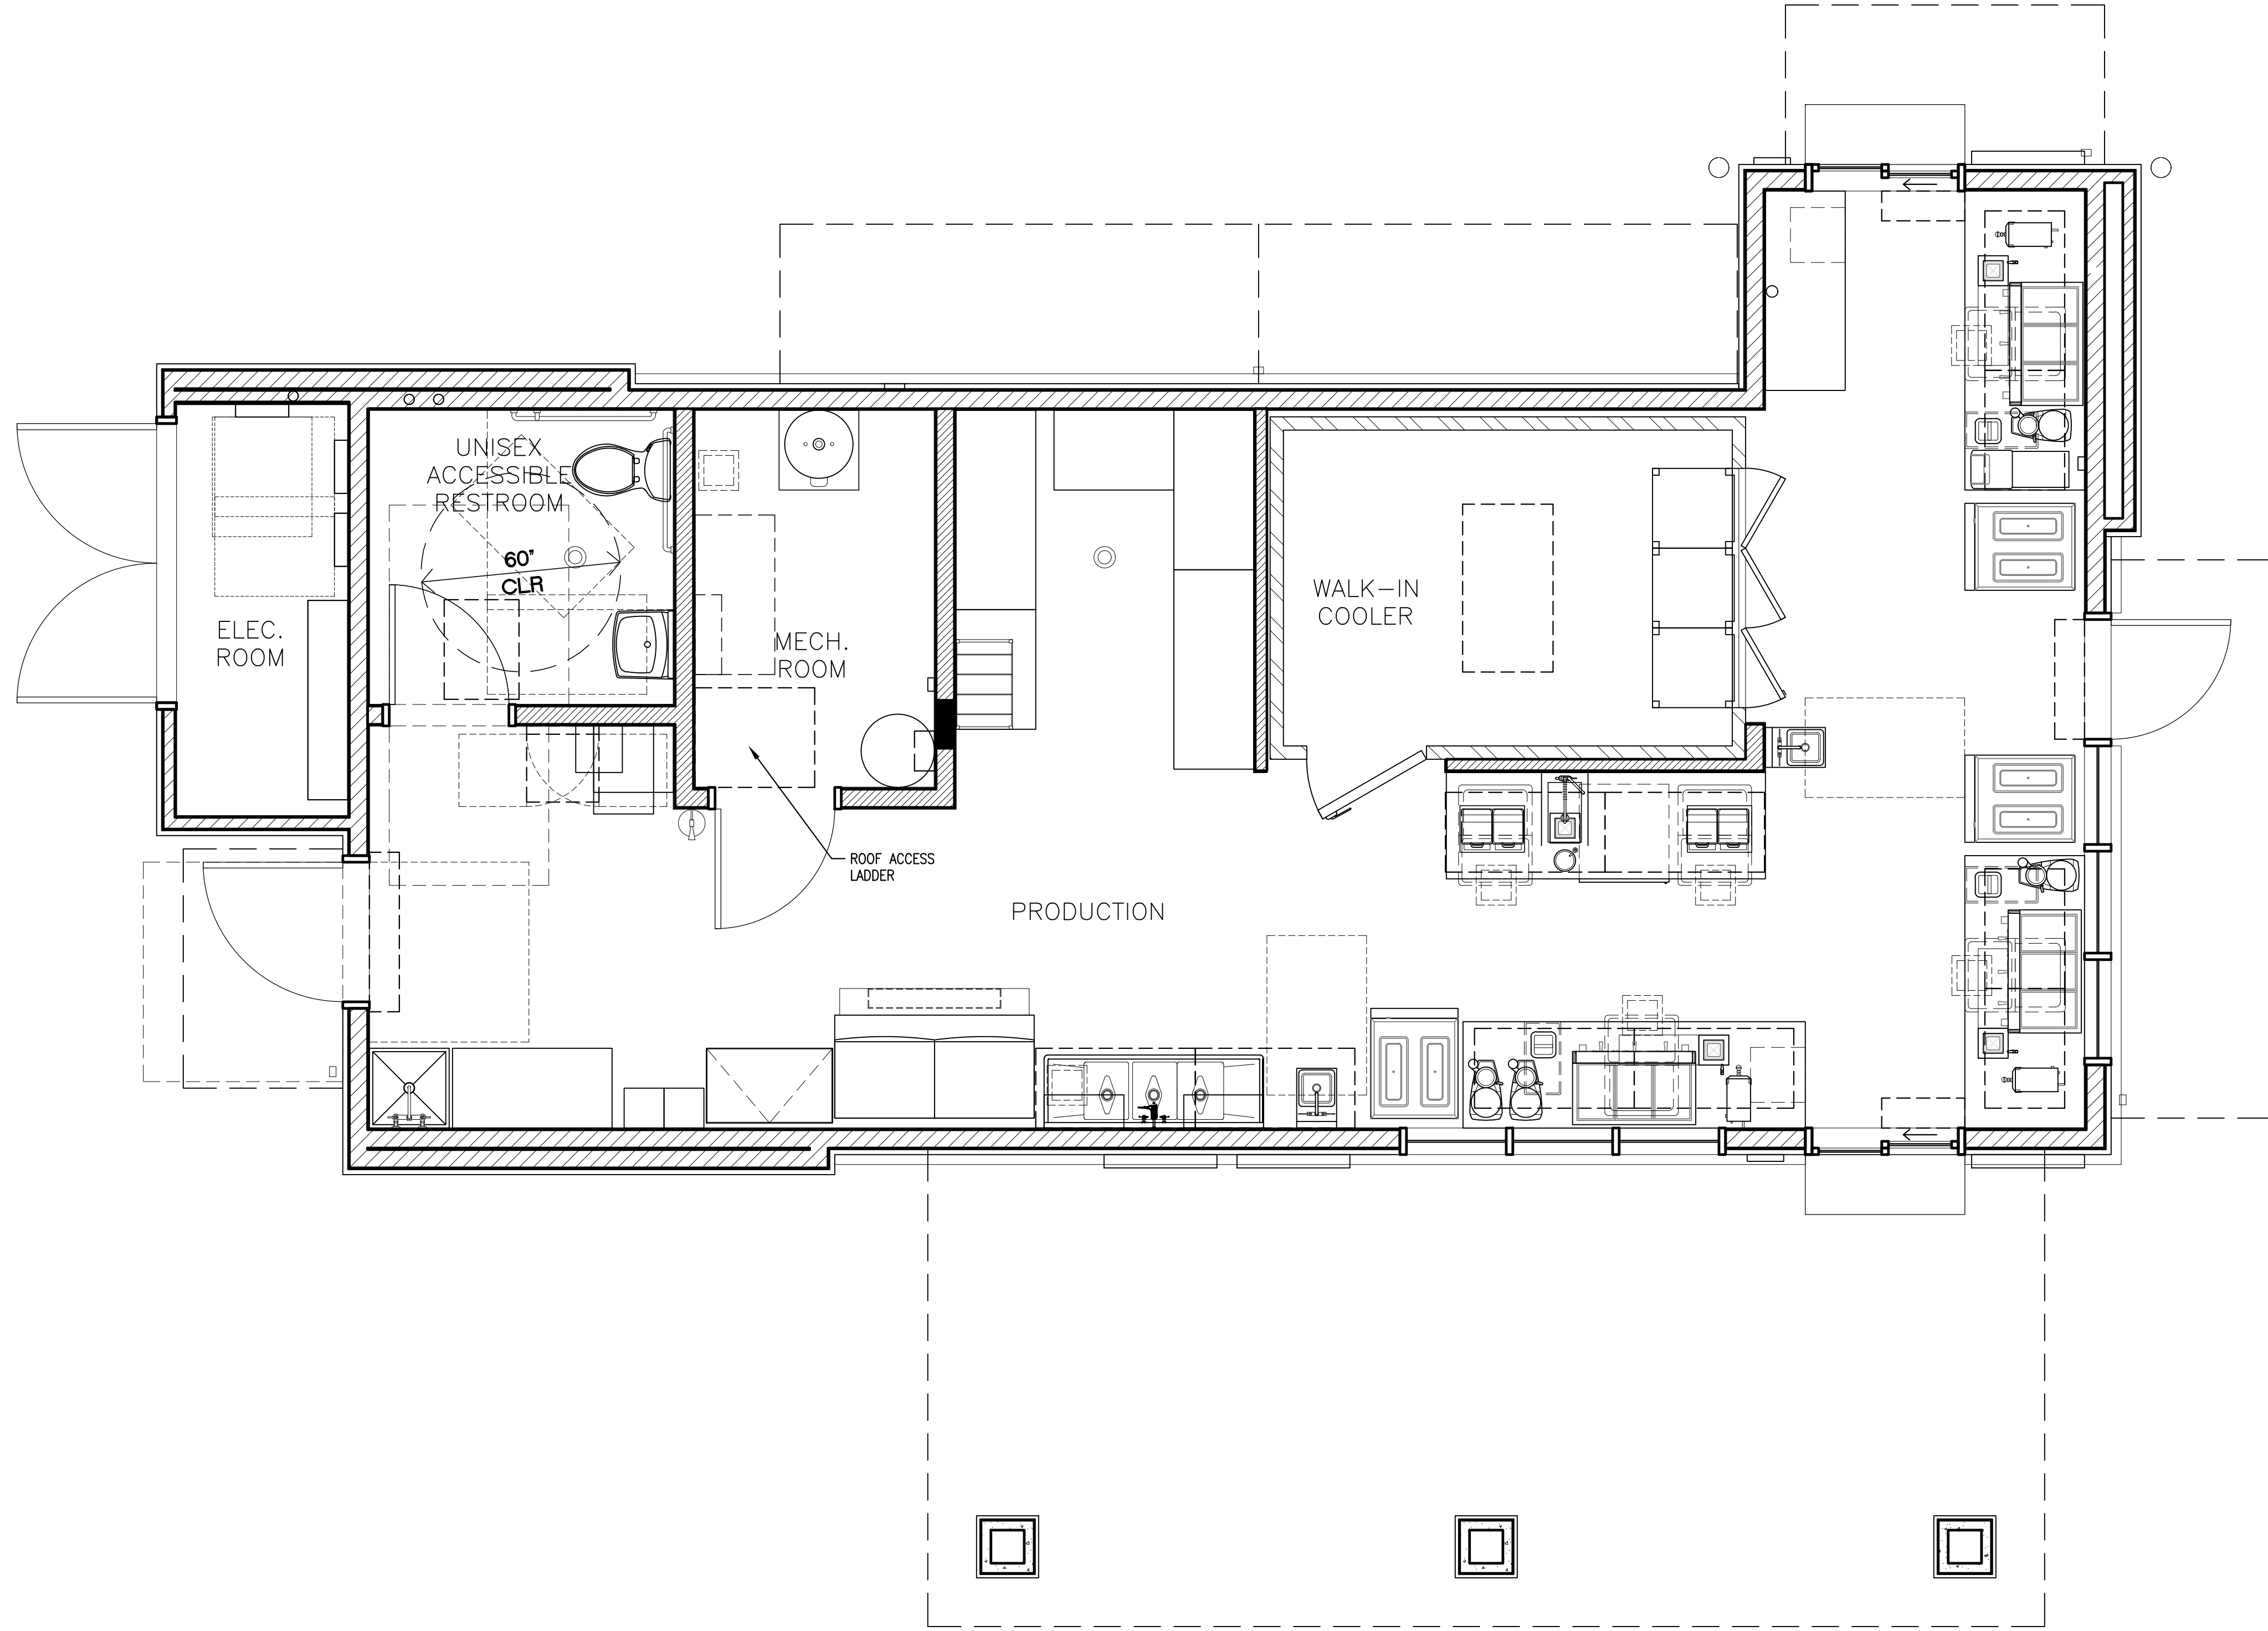 UNISEX
ACCESSIBLE
RESTROOM
60"
CLR
ELEC.
ROOM
MECH.
ROOM
WALK-IN
COOLER
ROOF ACCESS
LADDER
PRODUCTION